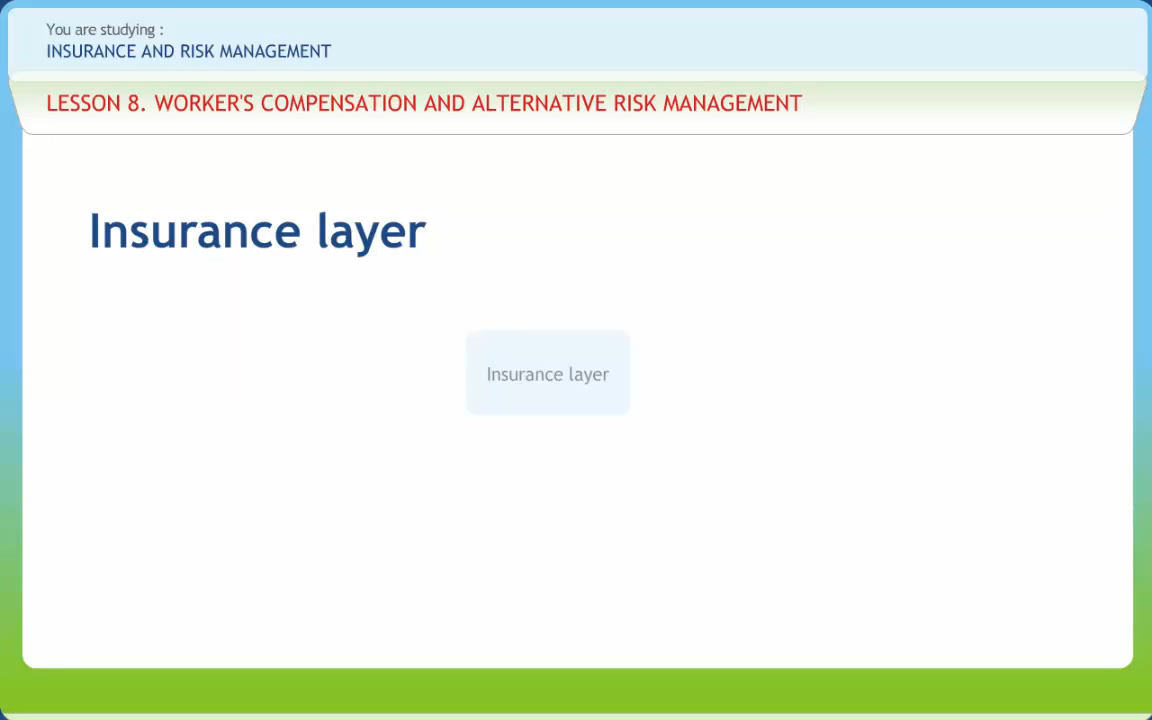 You are studying :
INSURANCE AND RISK MANAGEMENT
LESSON 8. WORKER'S COMPENSATION AND ALTERNATIVE RISK MANAGEMENT
Insurance layer
Insurance layer